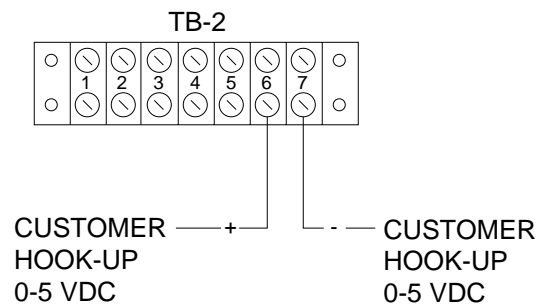 TB-2
1 2 3 4 5 6 7
CUSTOMER + - CUSTOMER
HOOK-UP HOOK-UP
0-5 VDC 0-5 VDC